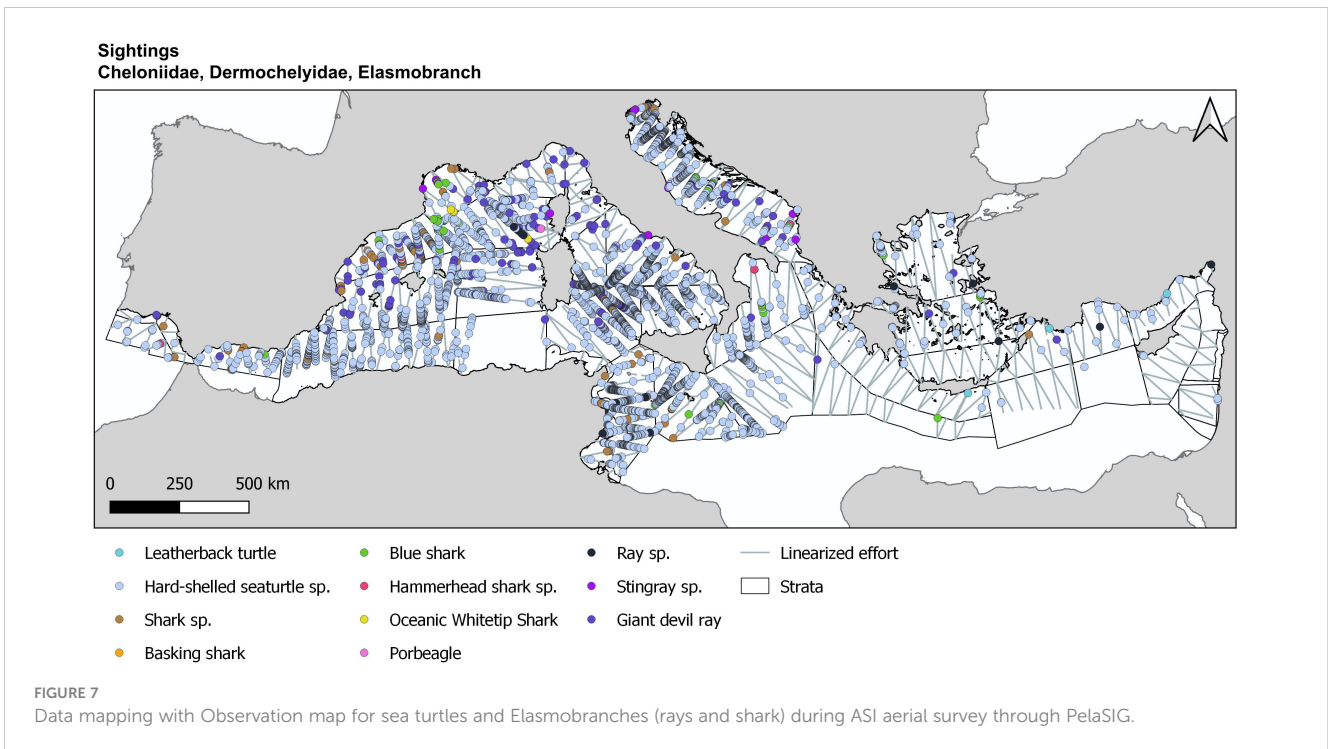 Sightings
Cheloniidae, Dermochelyidae, Elasmobranch
0 250 500 km
Leatherback turtle
Hard-shelled seaturtle sp.
Shark sp.
Basking shark
Blue shark
Hammerhead shark sp.
Oceanic Whitetip Shark
Porbeagle
Ray sp.
Stingray sp.
Giant devil ray
Linearized effort
Strata
FIGURE 7
Data mapping with Observation map for sea turtles and Elasmobranches (rays and shark) during ASI aerial survey through PelaSIG.